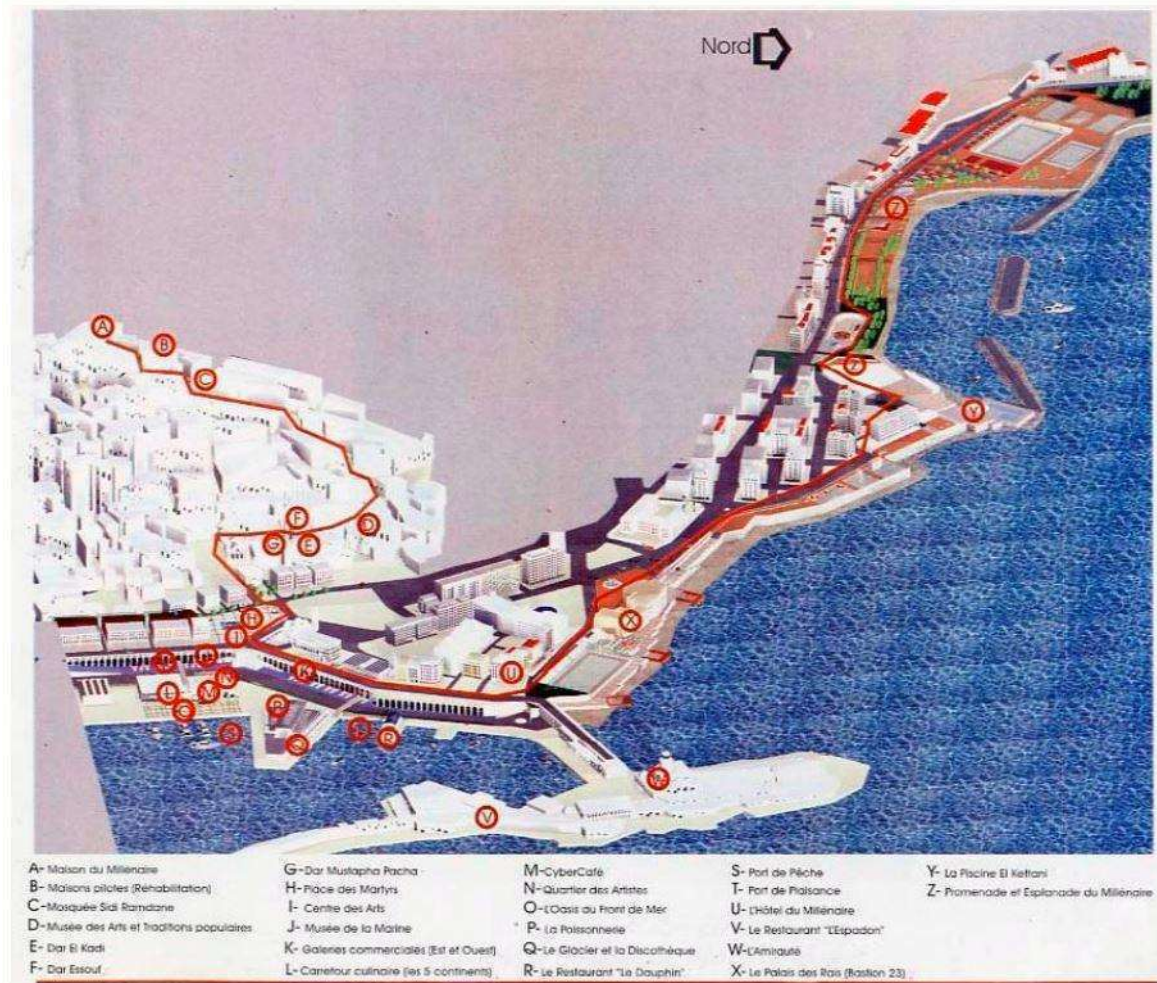 Nord
Z
A
B
C
Z
Y
F
D
G
E
H
X
I
K
U
N
L
M
P
O
S
Q
R
W
V
A- Maison du Millénaire
B- Maisons pilotes (Réhabilitation)
C- Mosquée Sidi Ramdane
D- Musée des Arts et Traditions populaires
E- Dar El Kadi
F- Dar Essouf
G- Dar Mustapha Pacha
H- Place des Martyrs
I- Centre des Arts
J- Musée de la Marine
K- Galeries commerciales (Est et Ouest)
L- Carrefour culinaire (les 5 continents)
M- CyberCafé
N- Quartier des Artistes
O- L'Oasis du Front de Mer
P- La Poissonnerie
Q- Le Glacier et la Discothèque
R- Le Restaurant "Le Dauphin"
S- Port de Pêche
T- Port de Plaisance
U- L'Hôtel du Millénaire
V- Le Restaurant "L'Espadon"
W- L'Amirauté
X- Le Palais des Rais (Bastion 23)
Y- La Piscine El Kettani
Z- Promenade et Esplanade du Millénaire